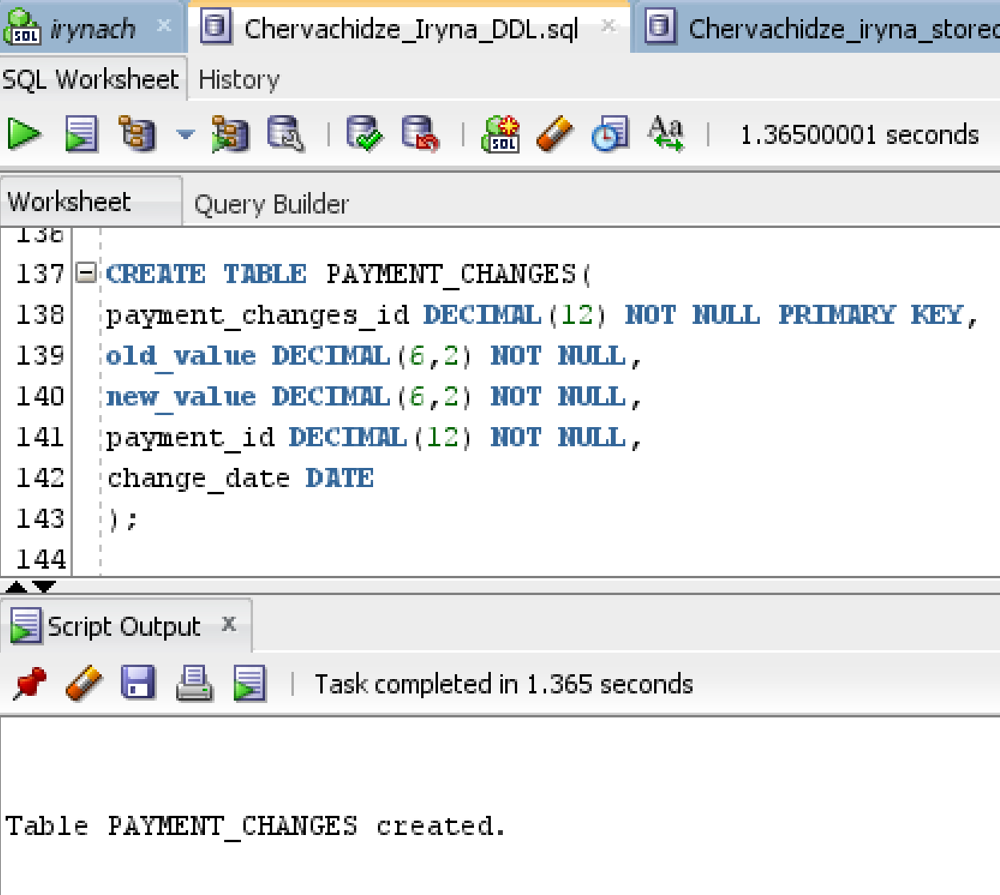 irynach
Chervachidze_Iryna_DDL.sql
Chervachidze_iryna_stored
SQL Worksheet
History
SQL
SQL
Aa
1.36500001 seconds
Worksheet
Query Builder
136
137 CREATE TABLE PAYMENT_CHANGES(
138 payment_changes_id DECIMAL(12) NOT NULL PRIMARY KEY,
139 old_value DECIMAL(6,2) NOT NULL,
140 new_value DECIMAL(6,2) NOT NULL,
141 payment_id DECIMAL(12) NOT NULL,
142 change_date DATE
143 );
144
Script Output
Task completed in 1.365 seconds
Table PAYMENT_CHANGES created.